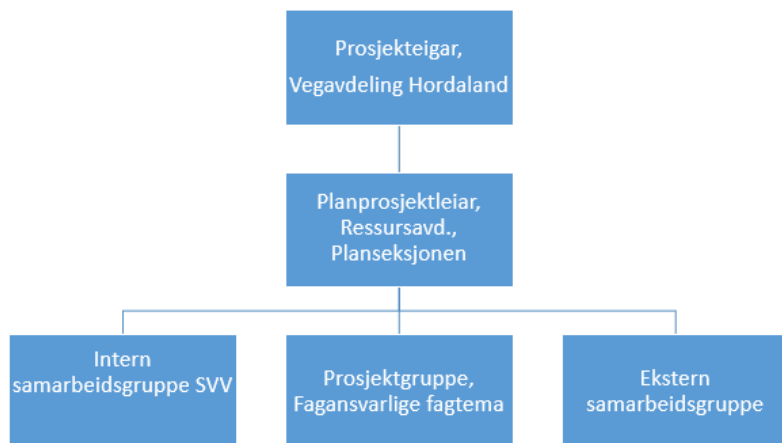 Prosjekteigar,
Vegavdeling Hordaland
Planprosjektleiar,
Ressursavd.,
Planseksjonen
Intern
samarbeidsgruppe SVV
Prosjektgruppe,
Fagansvarlige fagtema
Ekstern
samarbeidsgruppe